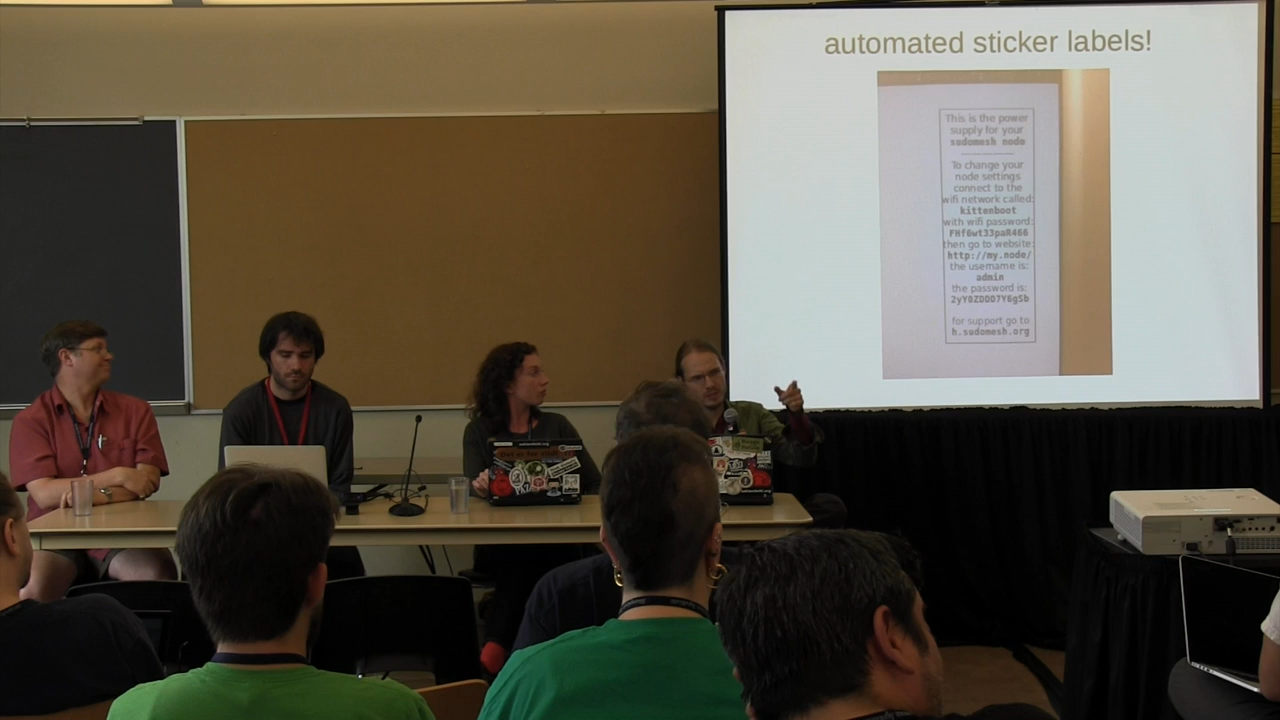 automated sticker labels!
This is the power
supply for your
sudomesh node
To change your
node settings
connect to the
wifi network called:
kittenboot
with wifi password:
FHf6wt33paR466
then go to website:
http://my.node/
the username is:
admin
the password is:
2yY0ZDDO7Y6gSb
for support go to
h.sudomesh.org